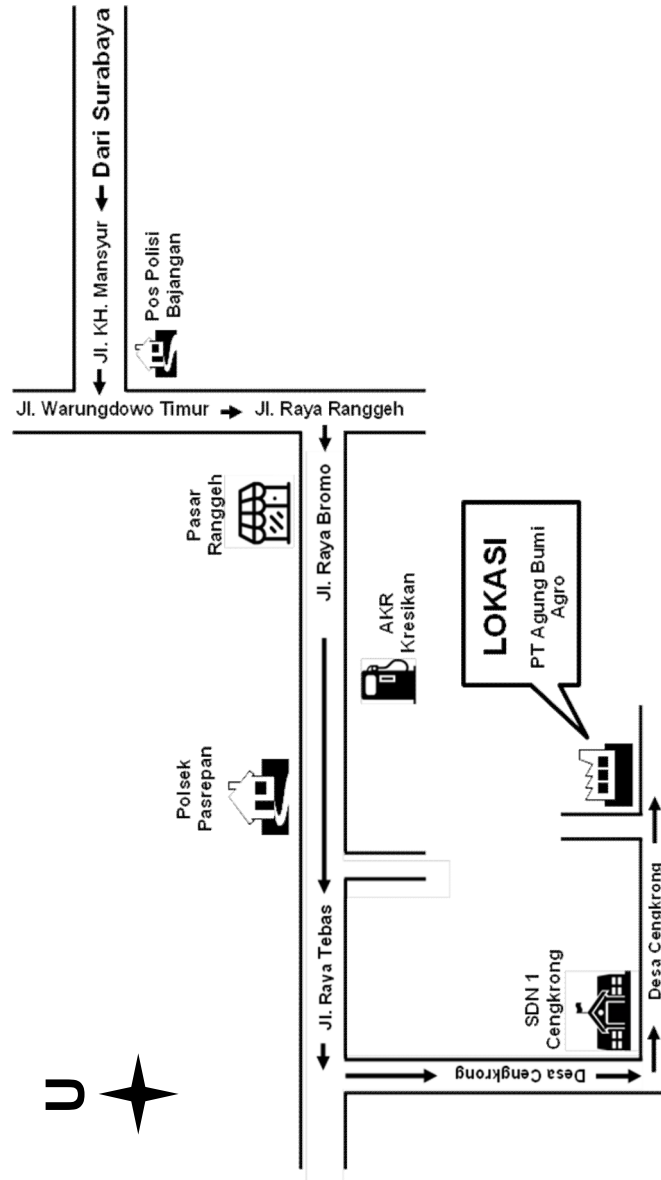 Dari Surabaya
Jl. KH. Mansyur
Pos Polisi
Bajangan
Jl. Warungdowo Timur
Jl. Raya Ranggeh
Pasar
Ranggeh
Jl. Raya Bromo
AKR
Kresikan
LOKASI
PT Agung Bumi
Agro
Polsek
Pasrepan
Jl. Raya Tebas
SDN 1
Cengkrong
Desa Cengkrong
Desa Cengkrong
U